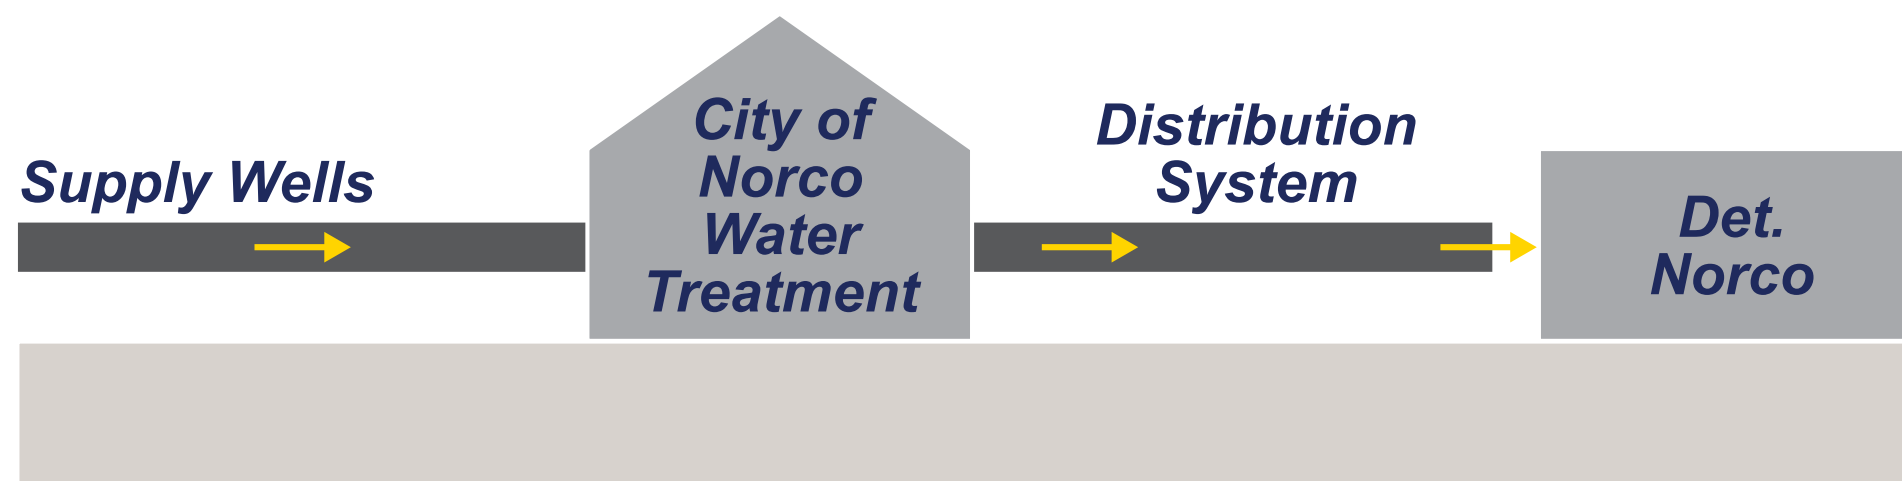 Supply Wells
City of
Norco
Water
Treatment
Distribution
System
Det.
Norco